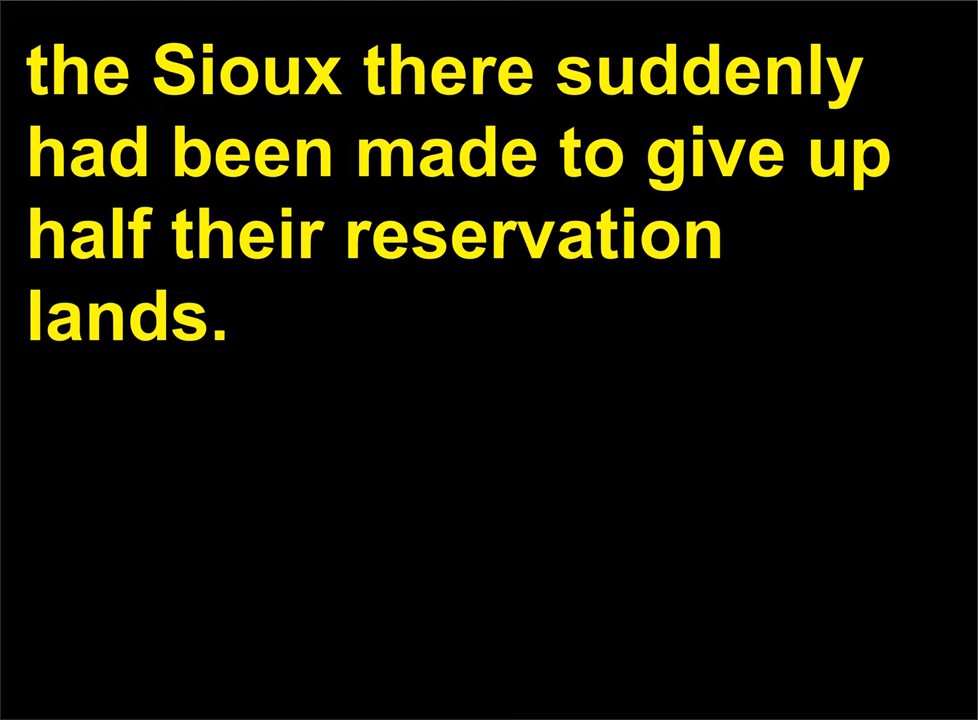 the Sioux there suddenly
had been made to give up
half their reservation
lands.